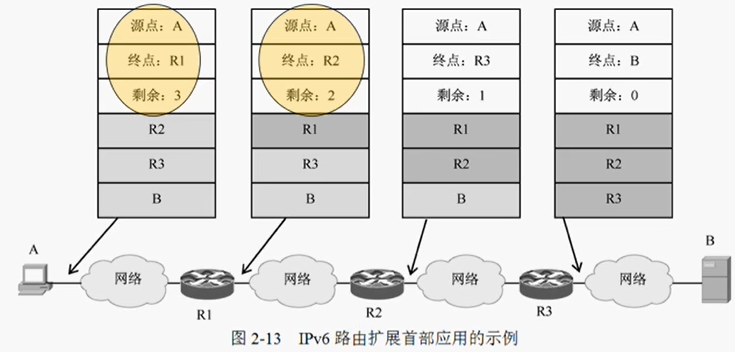 源点：A
终点：R1
剩余：3
R2
R3
B
源点：A
终点：R2
剩余：2
R1
R3
B
源点：A
终点：R3
剩余：1
R1
R2
B
源点：A
终点：B
剩余：0
R1
R2
R3
A
网络
R1
网络
R2
网络
R3
网络
B
图 2-13 IPv6 路由扩展首部应用的示例